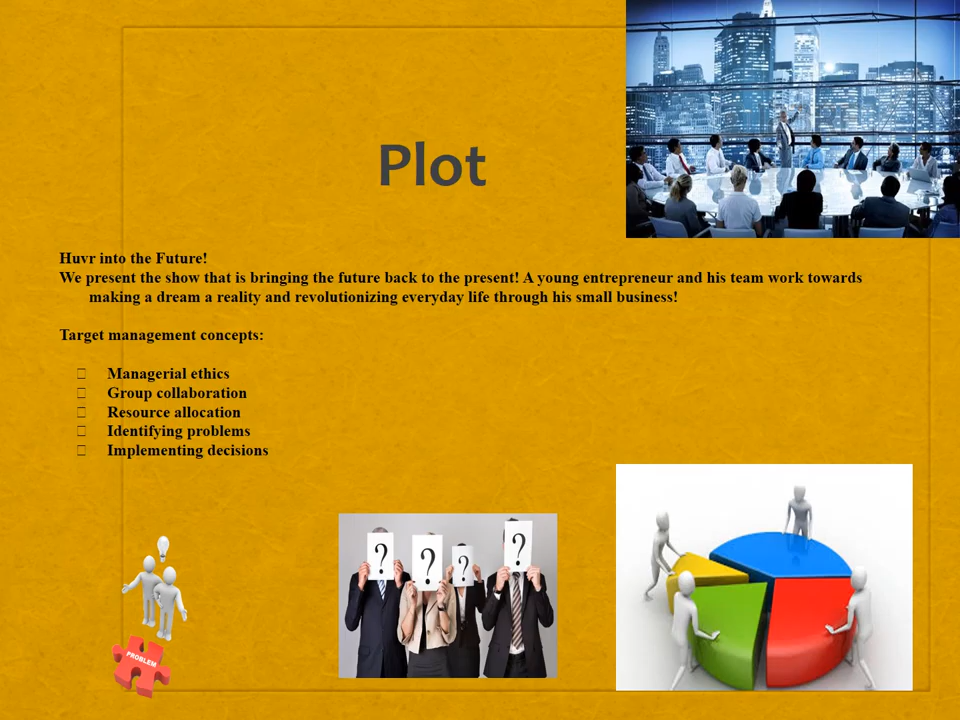 Plot
Huvr into the Future!
We present the show that is bringing the future back to the present! A young entrepreneur and his team work towards
making a dream a reality and revolutionizing everyday life through his small business!
Target management concepts:
Managerial ethics
Group collaboration
Resource allocation
Identifying problems
Implementing decisions
? ? ? ?
PROBLEM